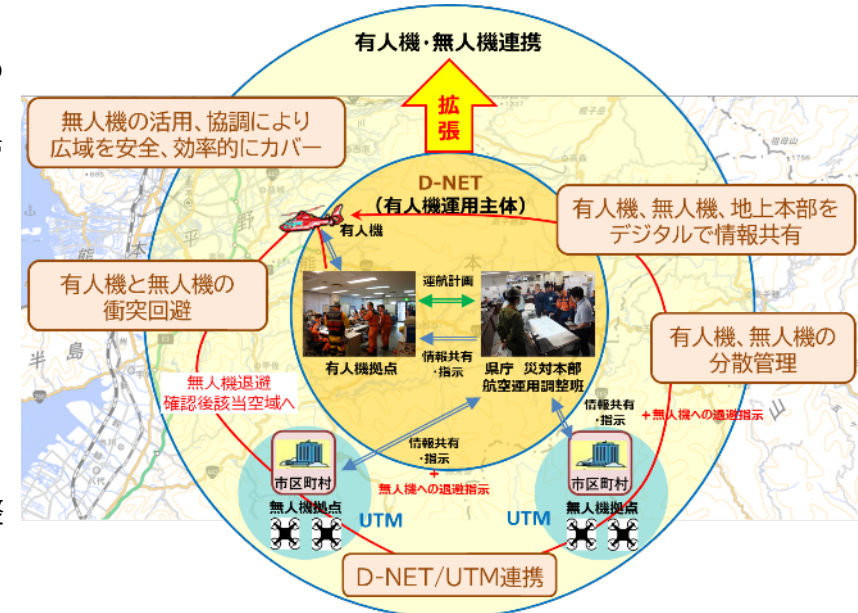 有人機・無人機連携
拡
張
無人機の活用、協調により
広域を安全、効率的にカバー
D-NET
（有人機運用主体）
有人機
有人機、無人機、地上本部を
デジタルで情報共有
有人機と無人機の
衝突回避
運航計画
情報共有
・指示
有人機拠点
県庁 災対本部
航空運用調整班
有人機、無人機の
分散管理
無人機退避
確認後該当空域へ
情報共有
・指示
+無人機への退避指示
情報共有
・指示
+
無人機への退避指示
市区町村
無人機拠点
UTM
市区町村
無人機拠点
UTM
D-NET/UTM連携
半
島
平
野
熊
本
山